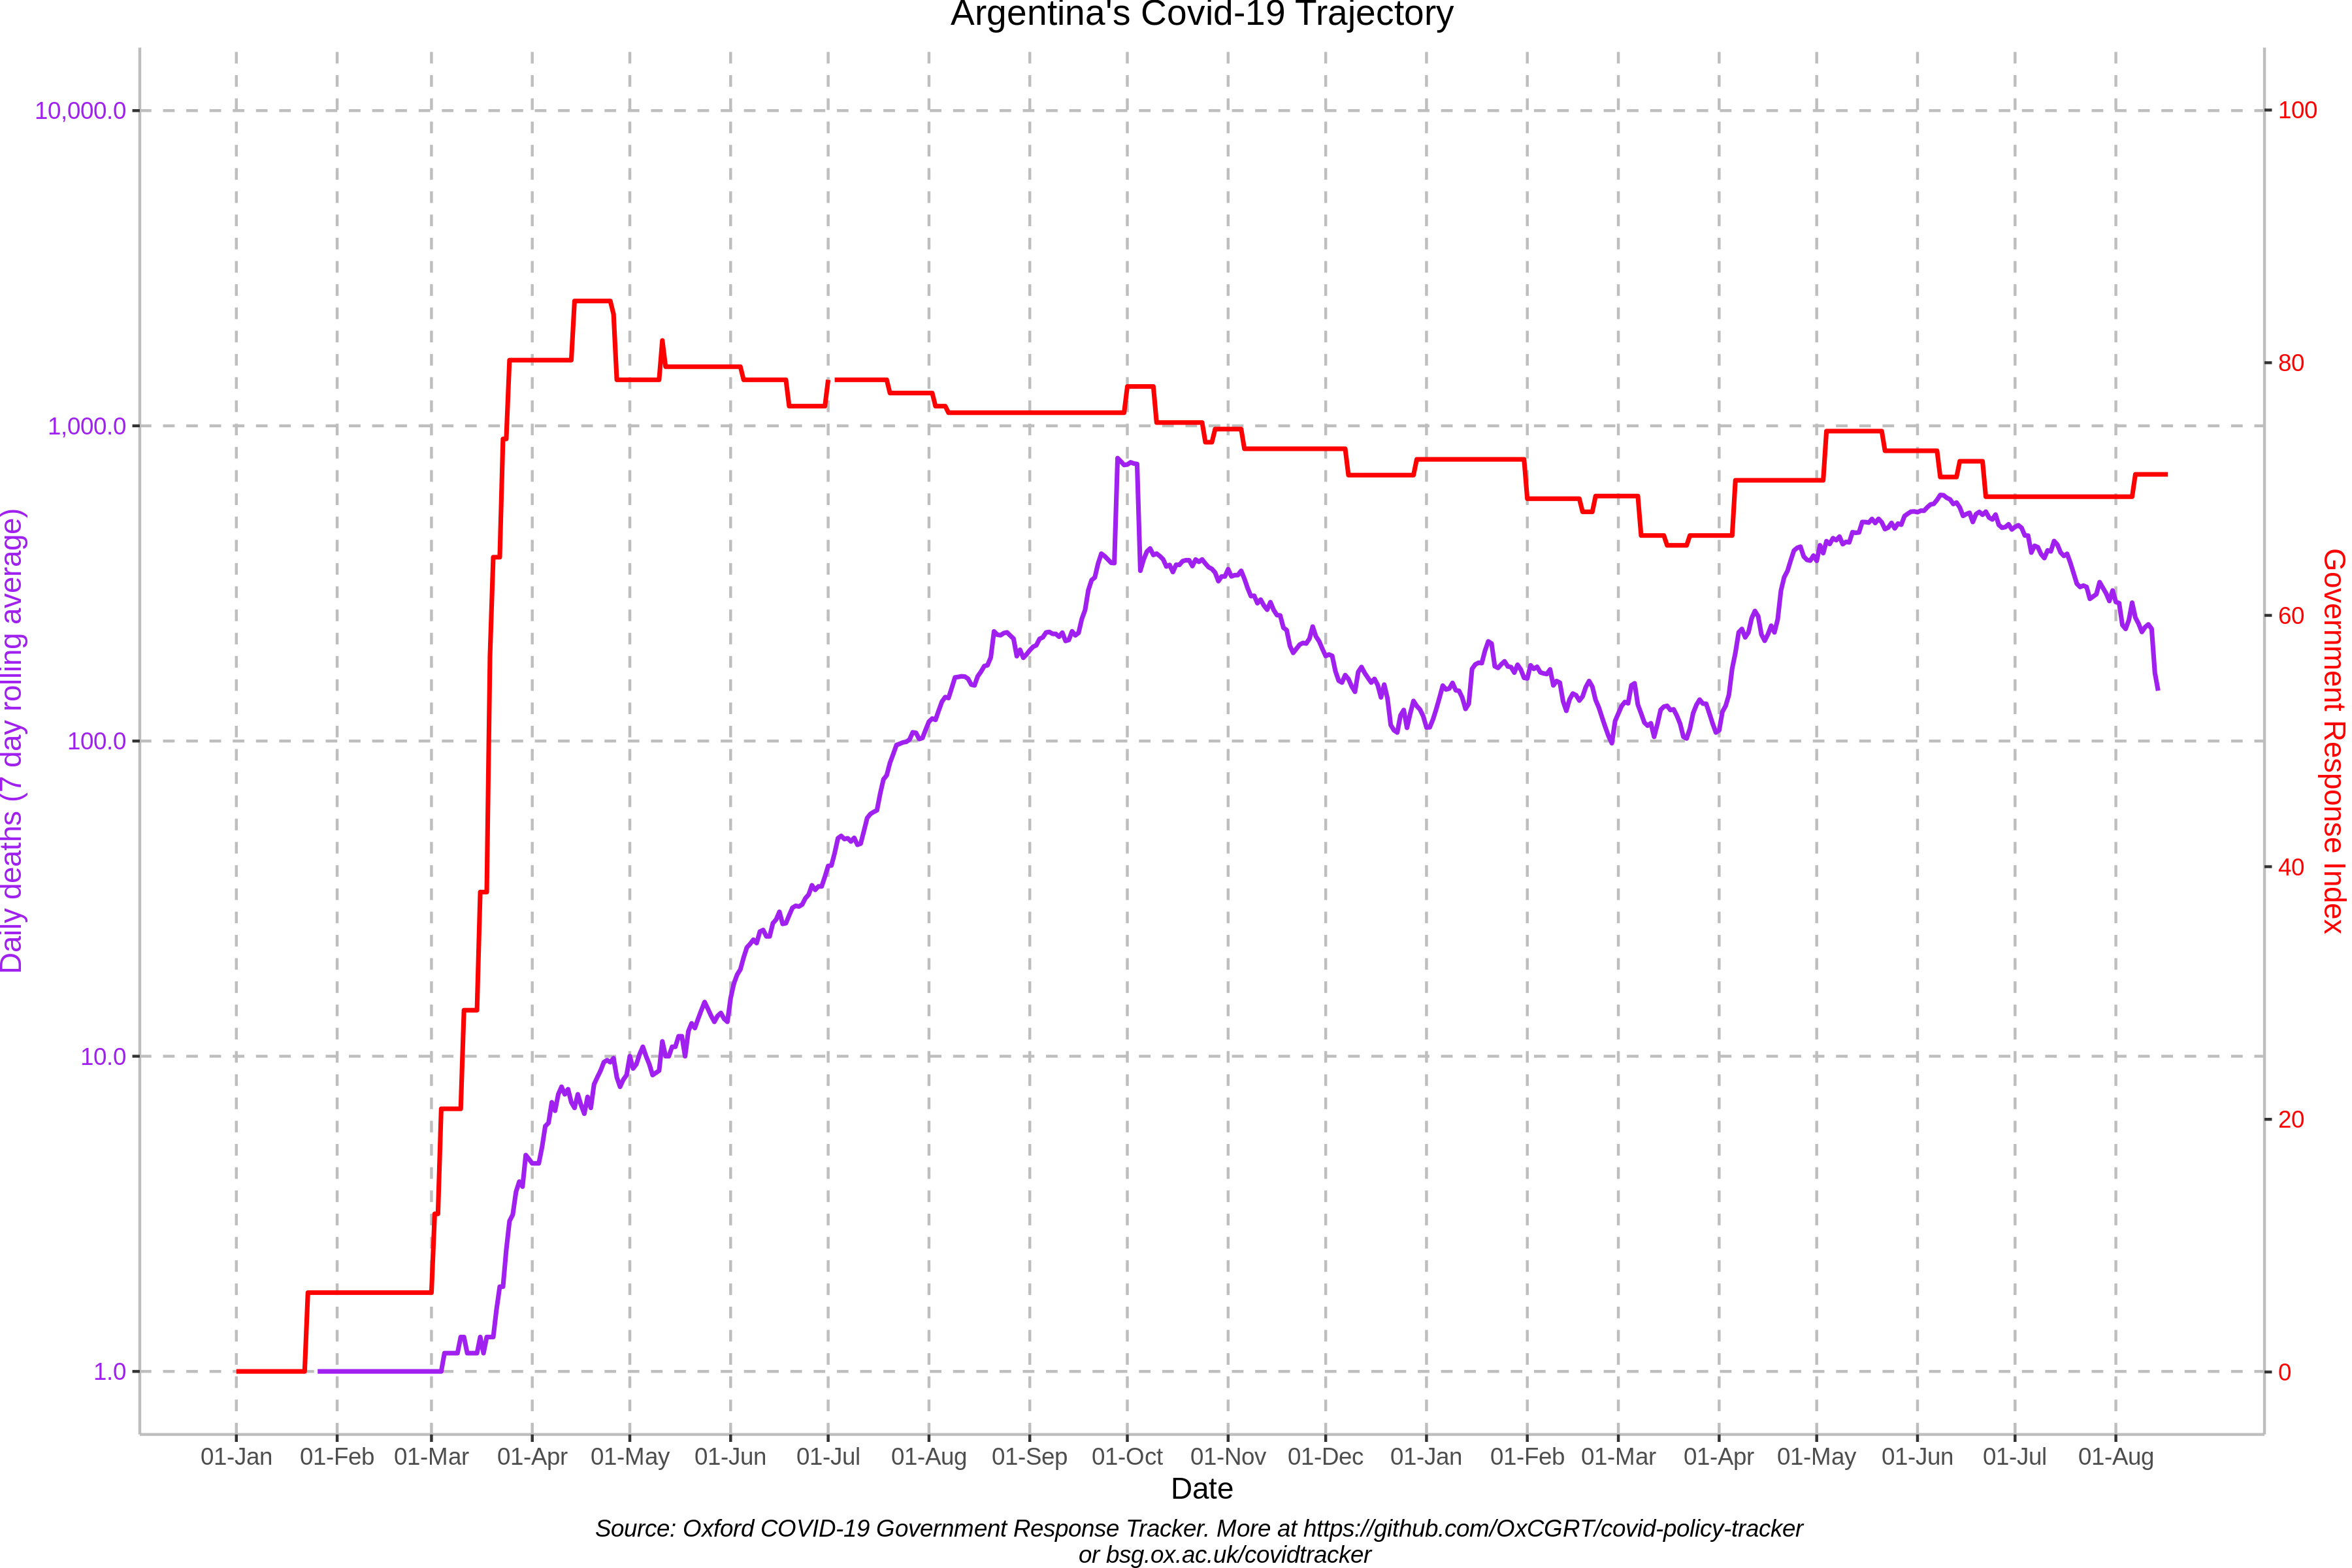 Argentina's Covid-19 Trajectory
10,000.0
1,000.0
100.0
10.0
1.0
Daily deaths (7 day rolling average)
100
80
60
40
20
0
Government Response Index
01-Jan 01-Feb 01-Mar 01-Apr 01-May 01-Jun 01-Jul 01-Aug 01-Sep 01-Oct 01-Nov 01-Dec 01-Jan 01-Feb 01-Mar 01-Apr 01-May 01-Jun 01-Jul 01-Aug
Date
Source: Oxford COVID-19 Government Response Tracker. More at https://github.com/OxCGRT/covid-policy-tracker
or bsg.ox.ac.uk/covidtracker